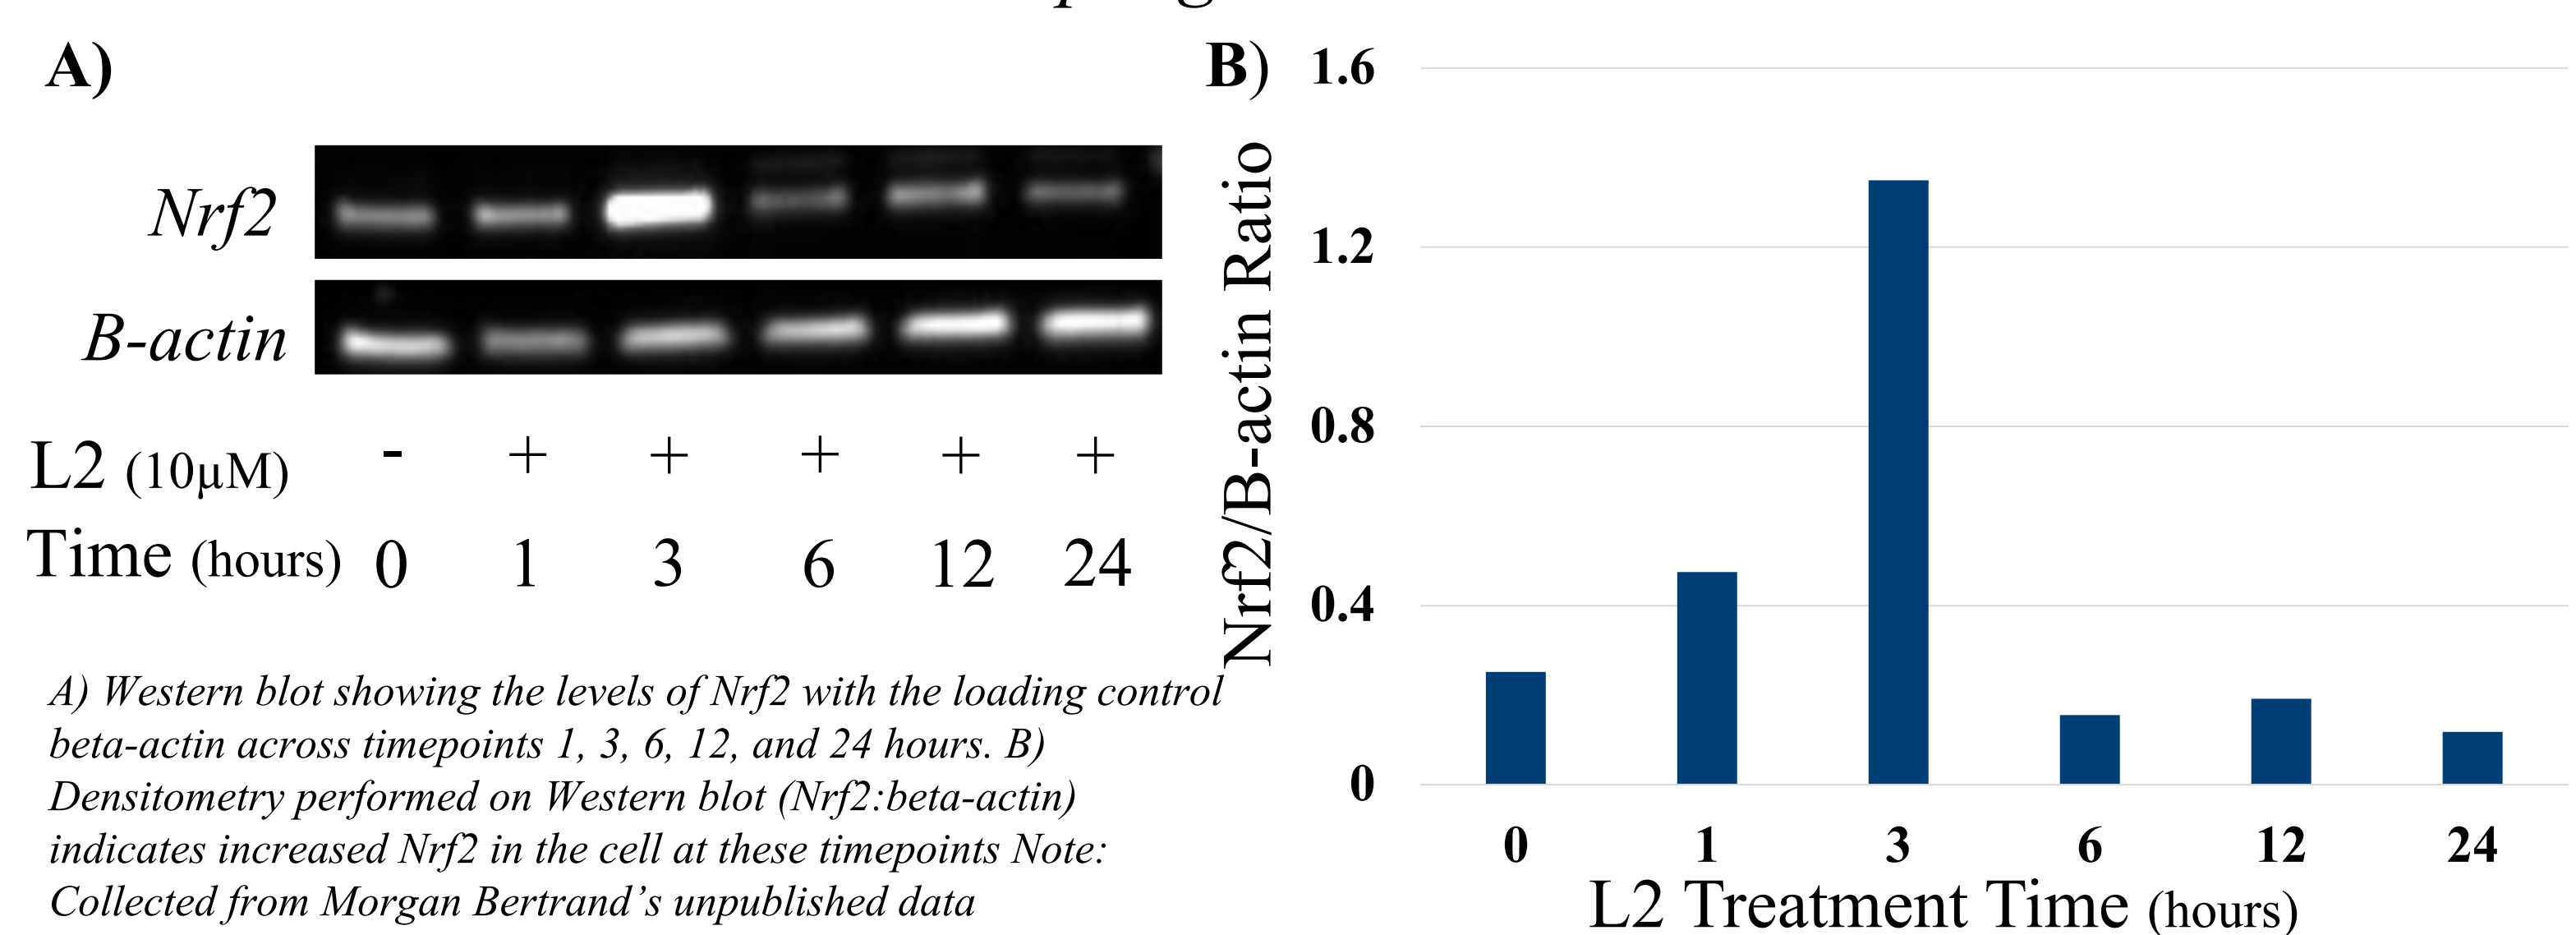 A)
Nrf2
B-actin
L2 (10μM) - + + + + +
Time (hours) 0 1 3 6 12 24
A) Western blot showing the levels of Nrf2 with the loading control
beta-actin across timepoints 1, 3, 6, 12, and 24 hours. B)
Densitometry performed on Western blot (Nrf2:beta-actin)
indicates increased Nrf2 in the cell at these timepoints Note:
Collected from Morgan Bertrand’s unpublished data
B)
Nrf2/B-actin Ratio
1.6
1.2
0.8
0.4
0
0 1 3 6 12 24
L2 Treatment Time (hours)